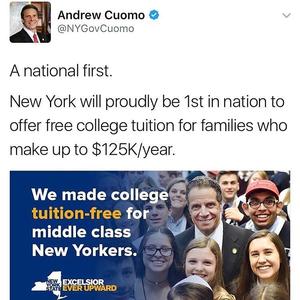 Andrew Cuomo
@NYGovCuomo
A national first.
New York will proudly be 1st in nation to
offer free college tuition for families who
make up to $125K/year.
We made college
tuition-free for
middle class
New Yorkers.
EXCELSIOR
EVER UPWARD